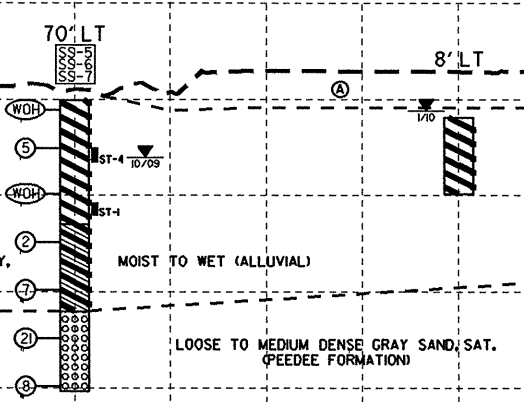 70' LT
SS-5
SS-6
SS-7
8' LT
A
WOH
1/10
5
ST-4
10/09
WOH
ST-1
2
Y,
MOIST TO WET (ALLUVIAL)
7
21
LOOSE TO MEDIUM DENSE GRAY SAND, SAT.
(PEEDEE FORMATION)
8